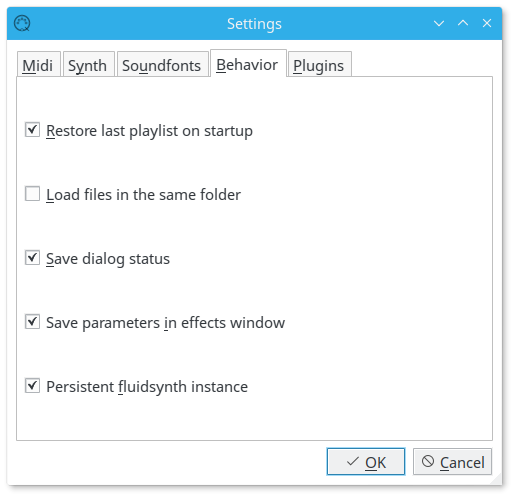 Settings
Midi Synth Soundfonts Behavior Plugins
Restore last playlist on startup
Load files in the same folder
Save dialog status
Save parameters in effects window
Persistent fluidsynth instance
OK Cancel